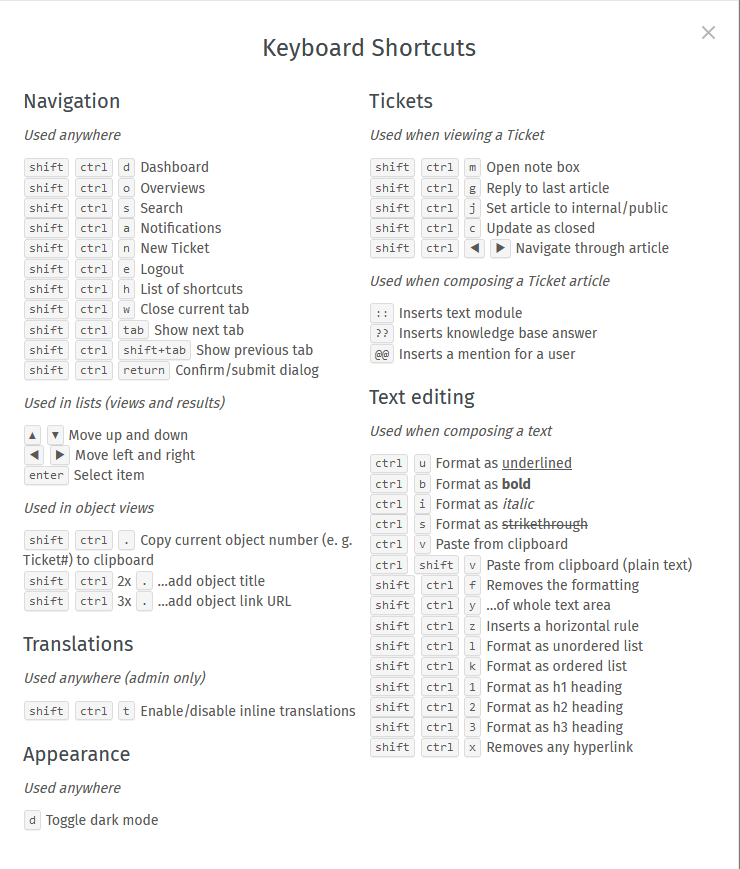 Keyboard Shortcuts
Navigation
Used anywhere
shift ctrl d Dashboard
shift ctrl o Overviews
shift ctrl s Search
shift ctrl a Notifications
shift ctrl n New Ticket
shift ctrl e Logout
shift ctrl h List of shortcuts
shift ctrl w Close current tab
shift ctrl tab Show next tab
shift ctrl shift+tab Show previous tab
shift ctrl return Confirm/submit dialog
Used in lists (views and results)
▲ ▼ Move up and down
◀ ▶ Move left and right
enter Select item
Used in object views
shift ctrl . Copy current object number (e. g.
Ticket#) to clipboard
shift ctrl 2x . ...add object title
shift ctrl 3x . ...add object link URL
Translations
Used anywhere (admin only)
shift ctrl t Enable/disable inline translations
Appearance
Used anywhere
d Toggle dark mode
Tickets
Used when viewing a Ticket
shift ctrl m Open note box
shift ctrl g Reply to last article
shift ctrl j Set article to internal/public
shift ctrl c Update as closed
shift ctrl ◀ ▶ Navigate through article
Used when composing a Ticket article
:: Inserts text module
?? Inserts knowledge base answer
@@ Inserts a mention for a user
Text editing
Used when composing a text
ctrl u Format as underlined
ctrl b Format as bold
ctrl i Format as italic
ctrl s Format as strikethrough
ctrl v Paste from clipboard
ctrl shift v Paste from clipboard (plain text)
shift ctrl f Removes the formatting
shift ctrl y ...of whole text area
shift ctrl z Inserts a horizontal rule
shift ctrl l Format as unordered list
shift ctrl k Format as ordered list
shift ctrl 1 Format as h1 heading
shift ctrl 2 Format as h2 heading
shift ctrl 3 Format as h3 heading
shift ctrl x Removes any hyperlink